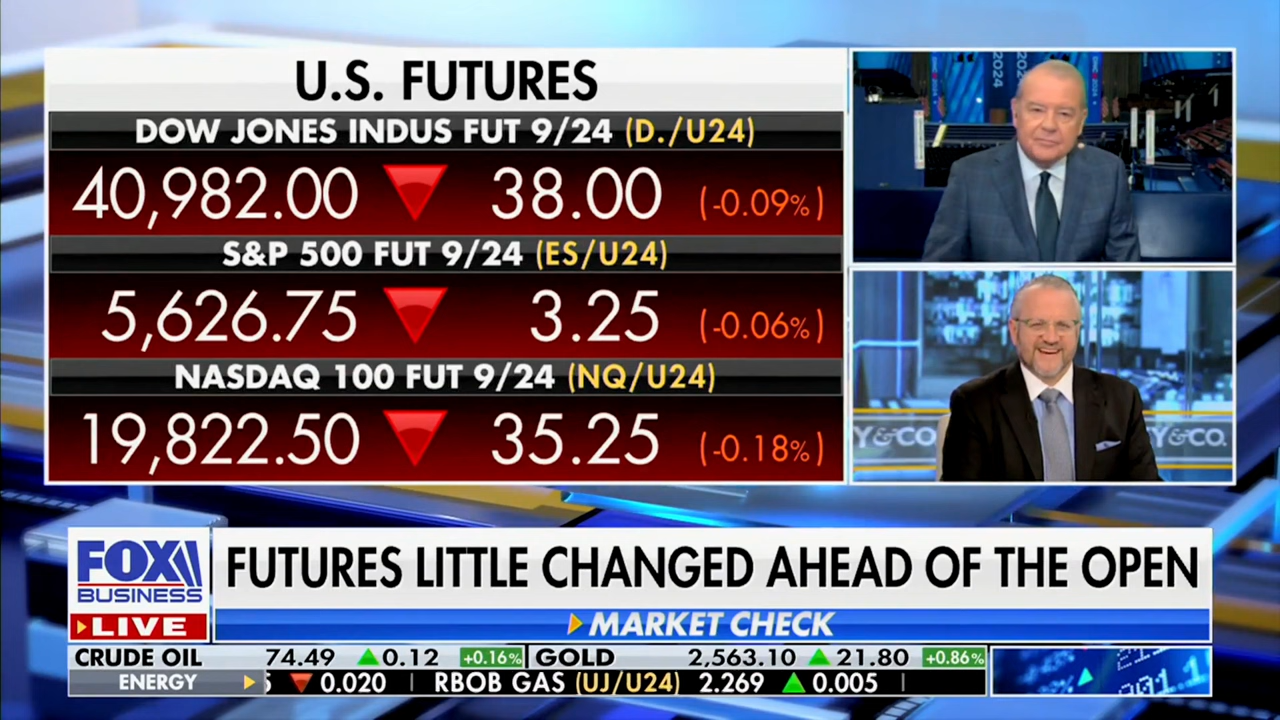 U.S. FUTURES
DOW JONES INDUS FUT 9/24 (D./U24)
40,982.00 38.00 (-0.09%)
S&P 500 FUT 9/24 (ES/U24)
5,626.75 3.25 (-0.06%)
NASDAQ 100 FUT 9/24 (NQ/U24)
19,822.50 35.25 (-0.18%)
2024
Y&CO.
Y&CO.
FOX
BUSINESS
LIVE
FUTURES LITTLE CHANGED AHEAD OF THE OPEN
MARKET CHECK
CRUDE OIL 74.49 0.12 +0.16% GOLD 2,563.10 21.80 +0.86%
ENERGY 0.020 RBOB GAS (UJ/U24) 2.269 0.005